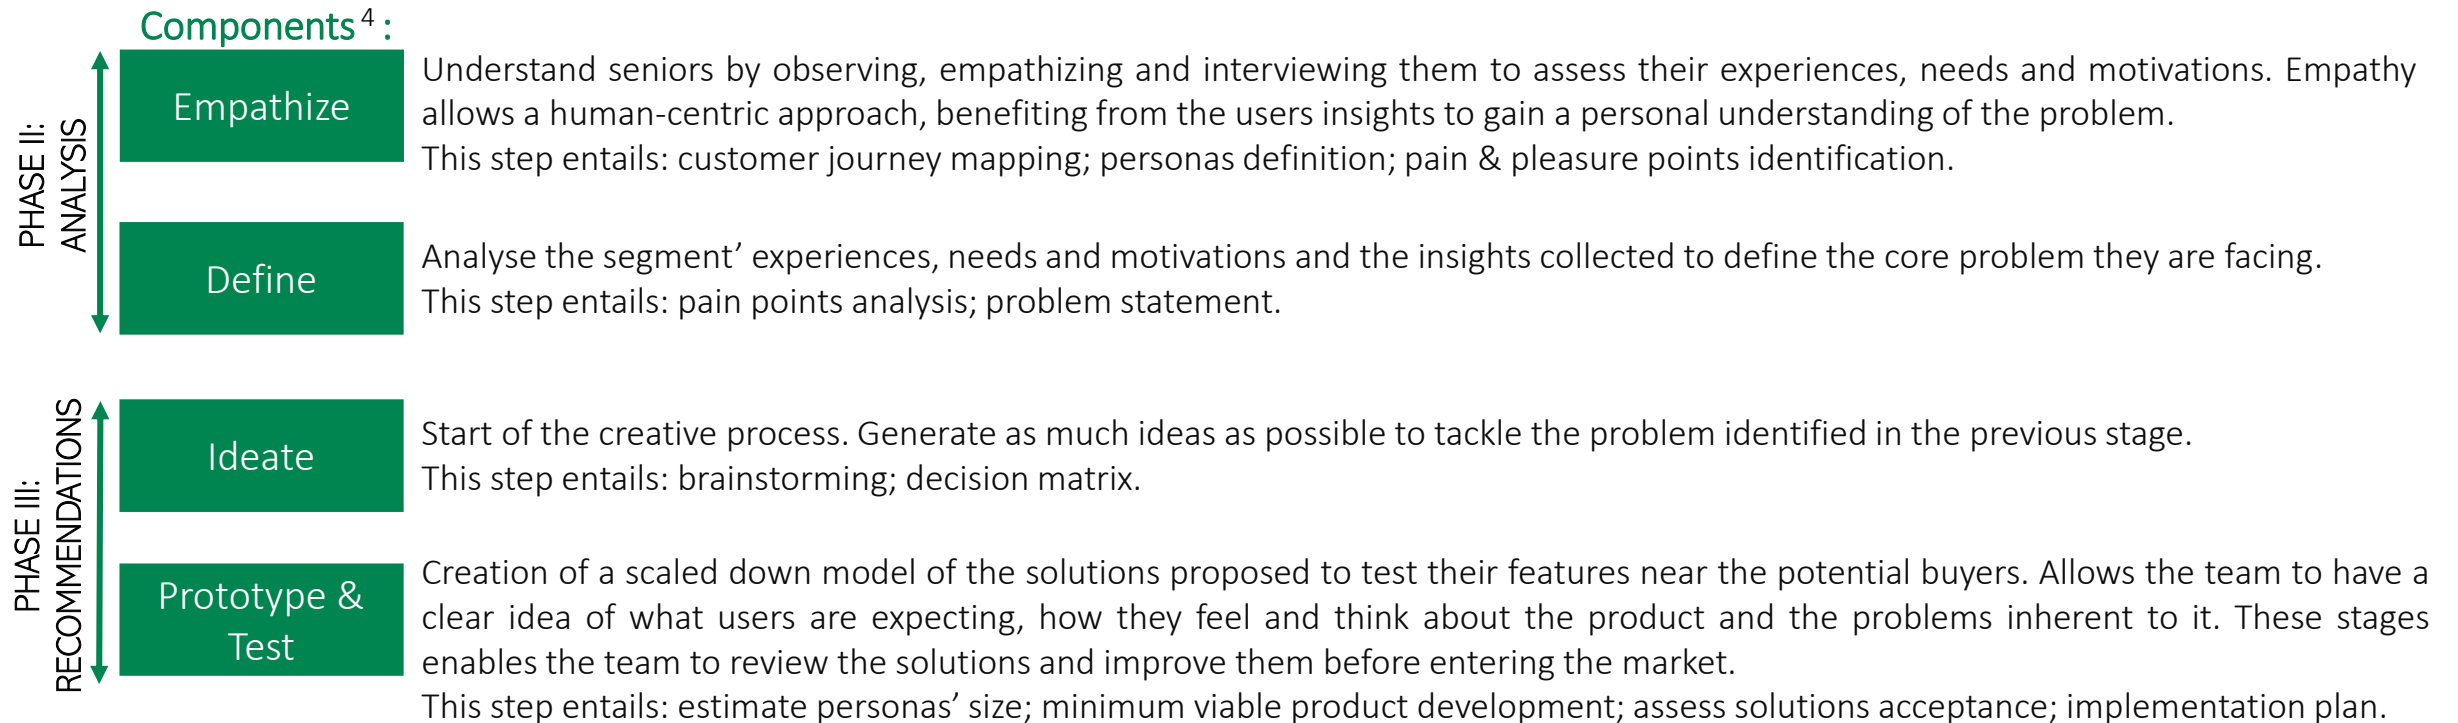 Components 4 :
PHASE II:
ANALYSIS
Empathize
Understand seniors by observing, empathizing and interviewing them to assess their experiences, needs and motivations. Empathy
allows a human-centric approach, benefiting from the users insights to gain a personal understanding of the problem.
This step entails: customer journey mapping; personas definition; pain & pleasure points identification.
Define
Analyse the segment’ experiences, needs and motivations and the insights collected to define the core problem they are facing.
This step entails: pain points analysis; problem statement.
PHASE III:
RECOMMENDATIONS
Ideate
Start of the creative process. Generate as much ideas as possible to tackle the problem identified in the previous stage.
This step entails: brainstorming; decision matrix.
Prototype &
Test
Creation of a scaled down model of the solutions proposed to test their features near the potential buyers. Allows the team to have a
clear idea of what users are expecting, how they feel and think about the product and the problems inherent to it. These stages
enables the team to review the solutions and improve them before entering the market.
This step entails: estimate personas’ size; minimum viable product development; assess solutions acceptance; implementation plan.